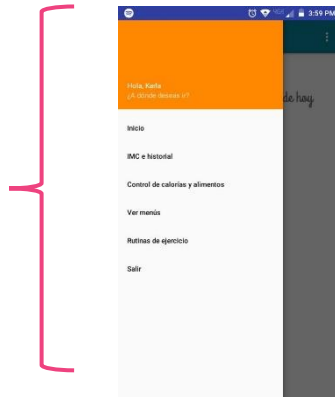 3:59 PM
Hola, Karla
¿A dónde deseas ir?
de hoy
Inicio
IMC e historial
Control de calorías y alimentos
Ver menús
Rutinas de ejercicio
Salir